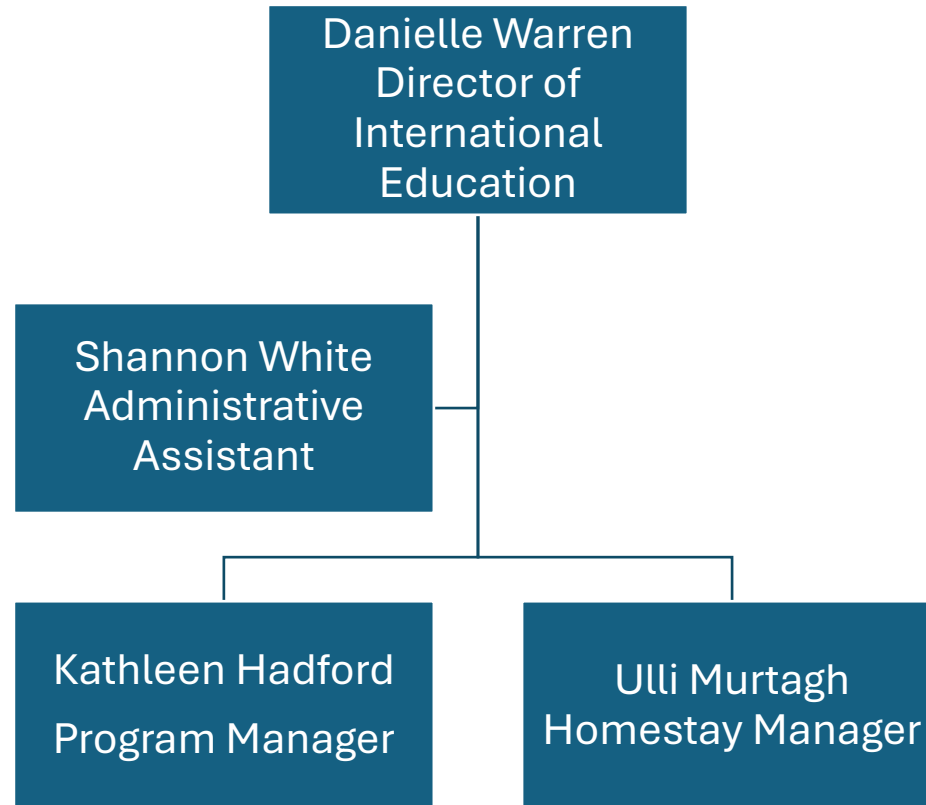 Danielle Warren
Director of
International
Education
Shannon White
Administrative
Assistant
Kathleen Hadford
Program Manager
Ulli Murtagh
Homestay Manager